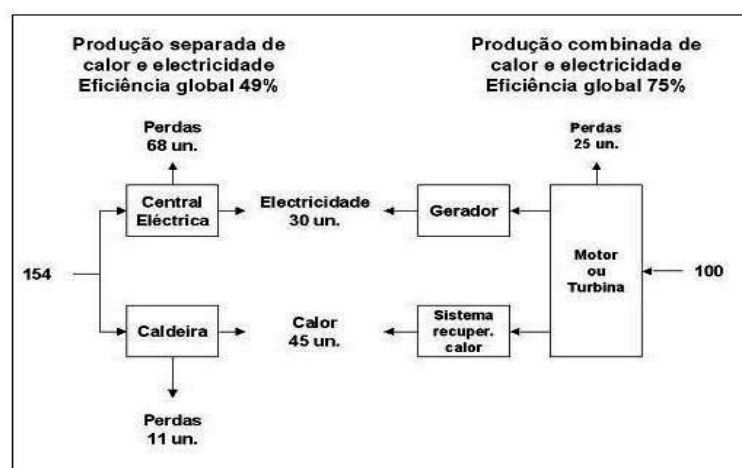 Produção separada de
calor e electricidade
Eficiência global 49%
Produção combinada de
calor e electricidade
Eficiência global 75%
Perdas
68 un.
Perdas
25 un.
Central
Eléctrica
Electricidade
30 un.
Gerador
154
Motor
ou
Turbina
100
Caldeira
Calor
45 un.
Sistema
recuper.
calor
Perdas
11 un.